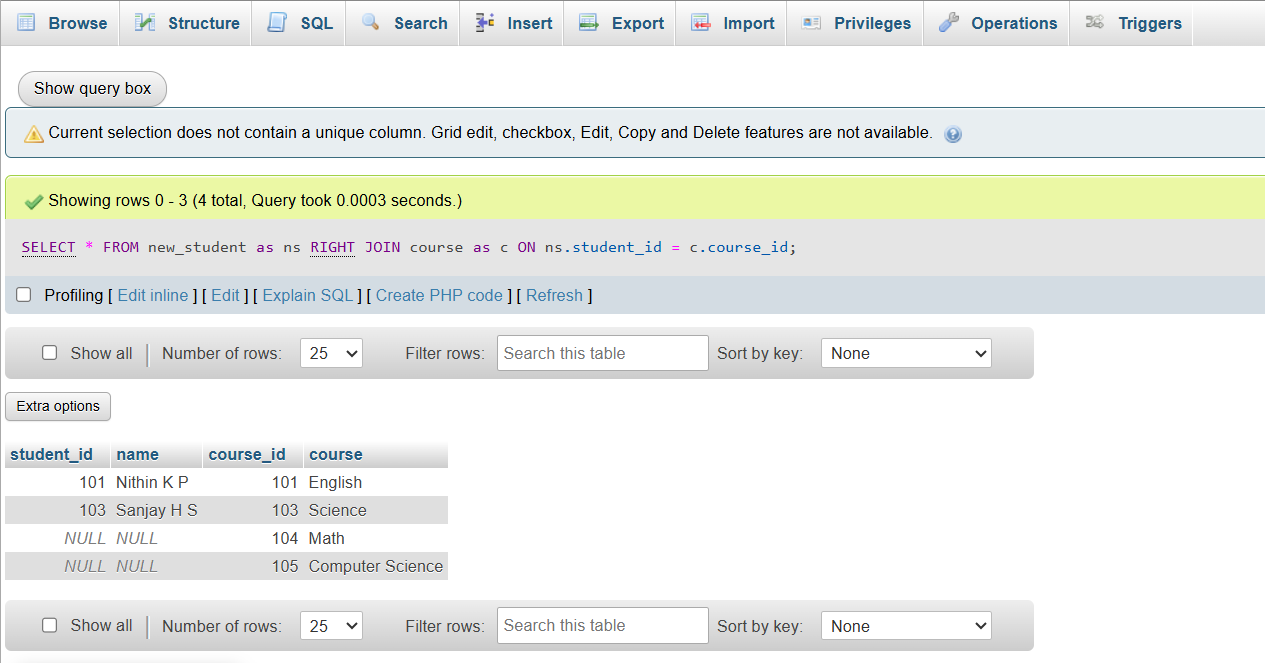 Browse Structure SQL Search Insert Export Import Privileges Operations Triggers
Show query box
Current selection does not contain a unique column. Grid edit, checkbox, Edit, Copy and Delete features are not available.
Showing rows 0 - 3 (4 total, Query took 0.0003 seconds.)
SELECT * FROM new_student as ns RIGHT JOIN course as c ON ns.student_id = c.course_id;
Profiling [ Edit inline ] [ Edit ] [ Explain SQL ] [ Create PHP code ] [ Refresh ]
Show all | Number of rows: 25 Filter rows: Search this table Sort by key: None
Extra options
student_id name course_id course
101 Nithin K P 101 English
103 Sanjay H S 103 Science
NULL NULL 104 Math
NULL NULL 105 Computer Science
Show all | Number of rows: 25 Filter rows: Search this table Sort by key: None